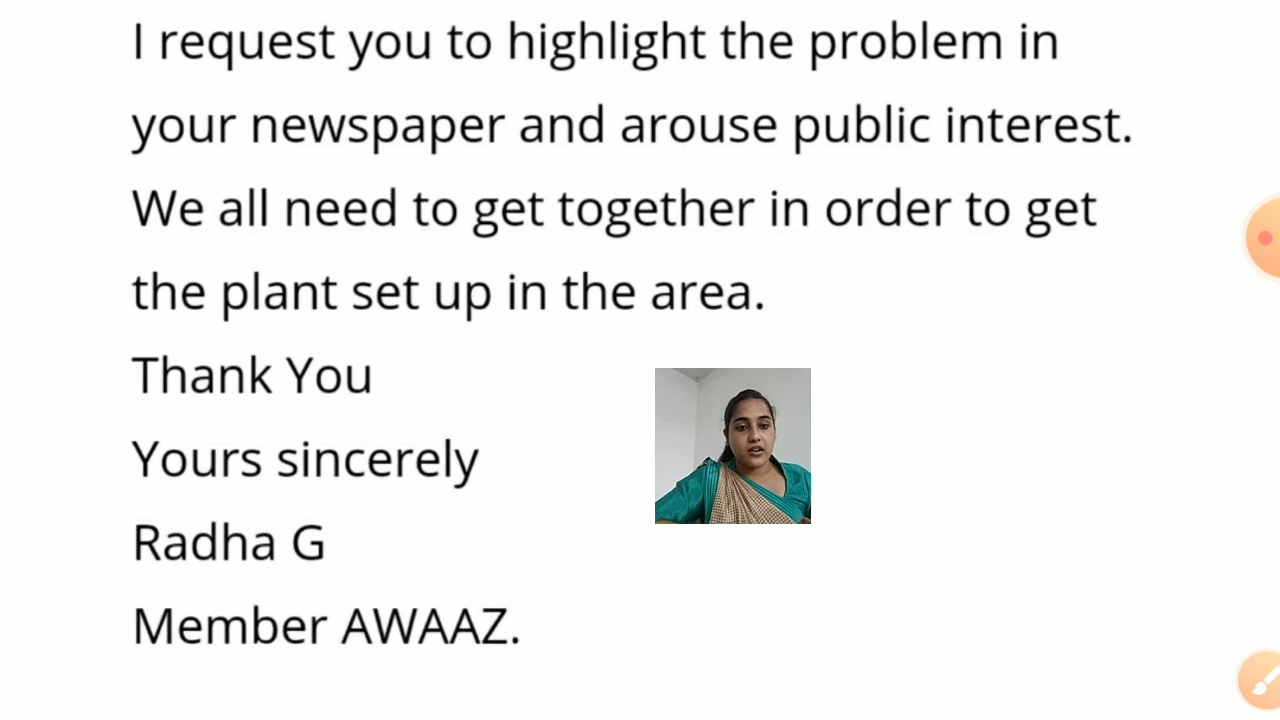 I request you to highlight the problem in
your newspaper and arouse public interest.
We all need to get together in order to get
the plant set up in the area.
Thank You
Yours sincerely
Radha G
Member AWAAZ.